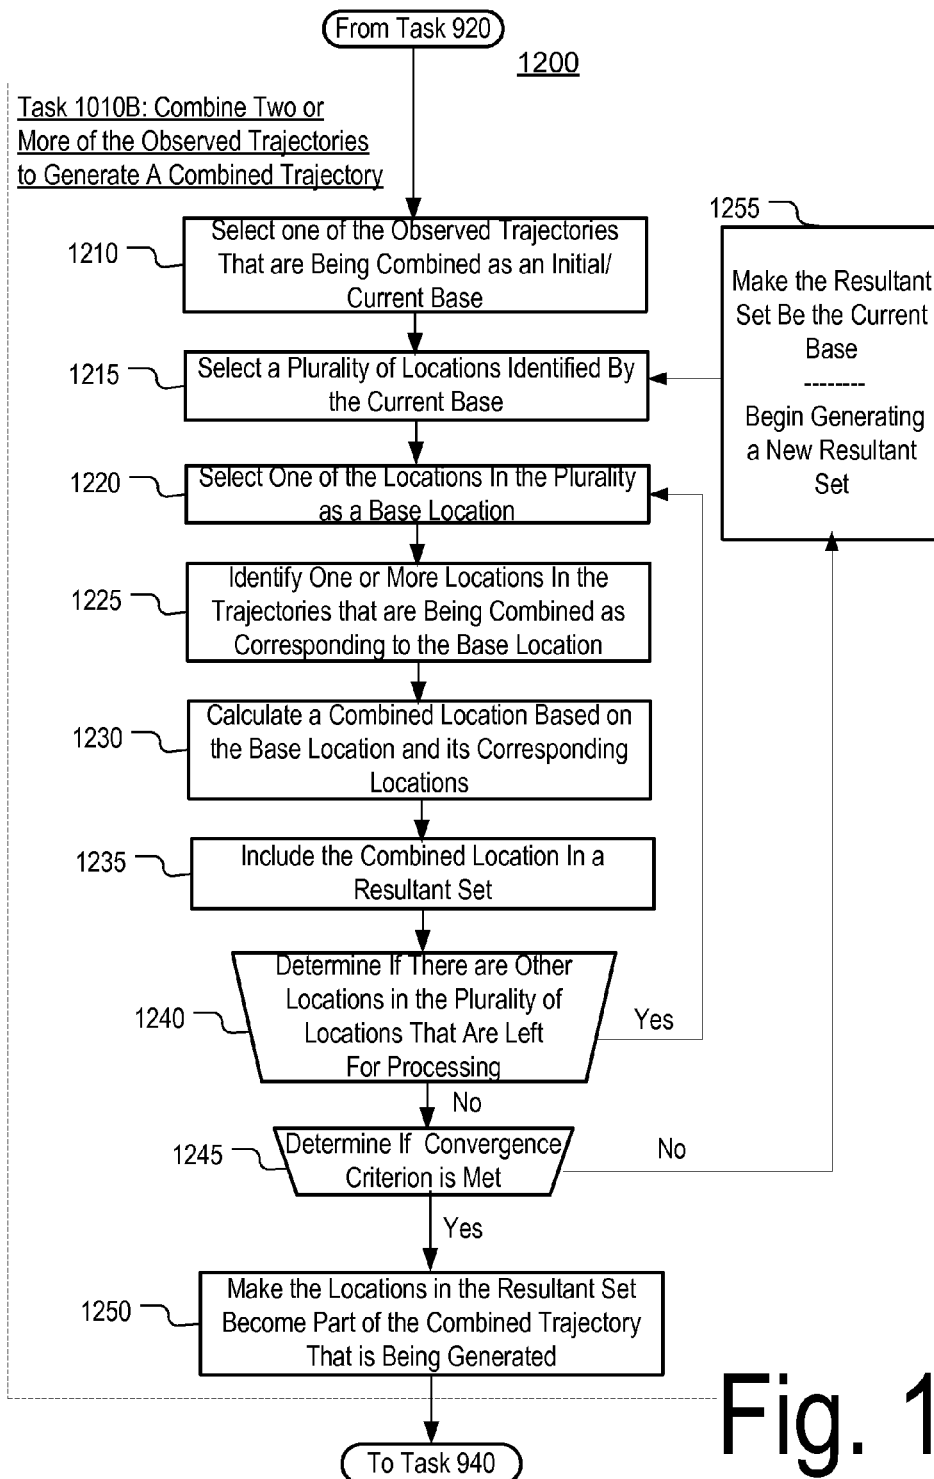 From Task 920
1200
Task 1010B: Combine Two or
More of the Observed Trajectories
to Generate A Combined Trajectory
1210
Select one of the Observed Trajectories
That are Being Combined as an Initial/
Current Base
1215
Select a Plurality of Locations Identified By
the Current Base
1220
Select One of the Locations In the Plurality
as a Base Location
1225
Identify One or More Locations In the
Trajectories that are Being Combined as
Corresponding to the Base Location
1230
Calculate a Combined Location Based on
the Base Location and its Corresponding
Locations
1235
Include the Combined Location In a
Resultant Set
1240
Determine If There are Other
Locations in the Plurality of
Locations That Are Left
For Processing
Yes
No
1245
Determine If Convergence
Criterion is Met
No
Yes
1250
Make the Locations in the Resultant Set
Become Part of the Combined Trajectory
That is Being Generated
To Task 940
1255
Make the Resultant
Set Be the Current
Base
--------
Begin Generating
a New Resultant
Set
Fig. 1